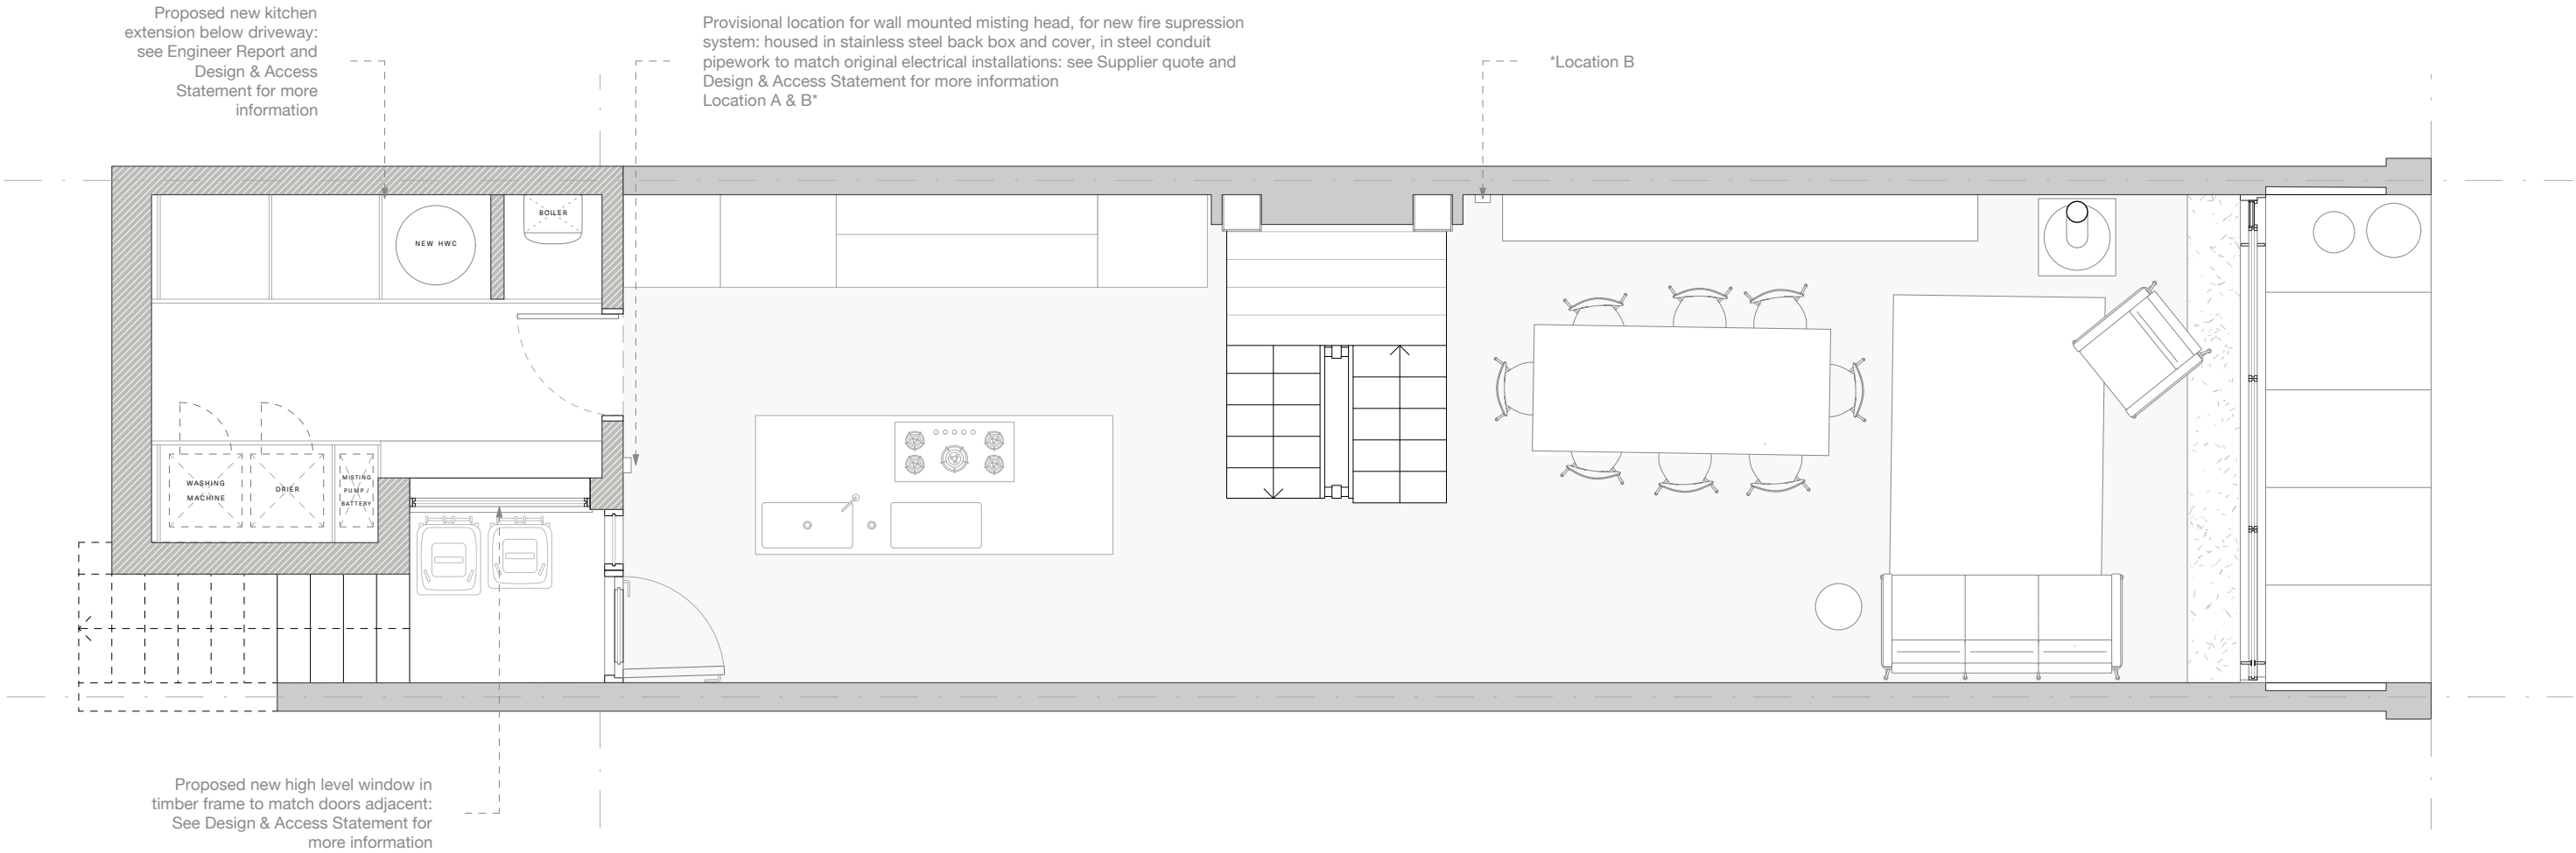 Proposed new kitchen
extension below driveway:
see Engineer Report and
Design & Access
Statement for more
information
Provisional location for wall mounted misting head, for new fire supression
system: housed in stainless steel back box and cover, in steel conduit
pipework to match original electrical installations: see Supplier quote and
Design & Access Statement for more information
Location A & B*
*Location B
BOILER
NEW HWC
WASHING
MACHINE
DRIER
MISTING
PUMP /
BATTERY
Proposed new high level window in
timber frame to match doors adjacent:
See Design & Access Statement for
more information